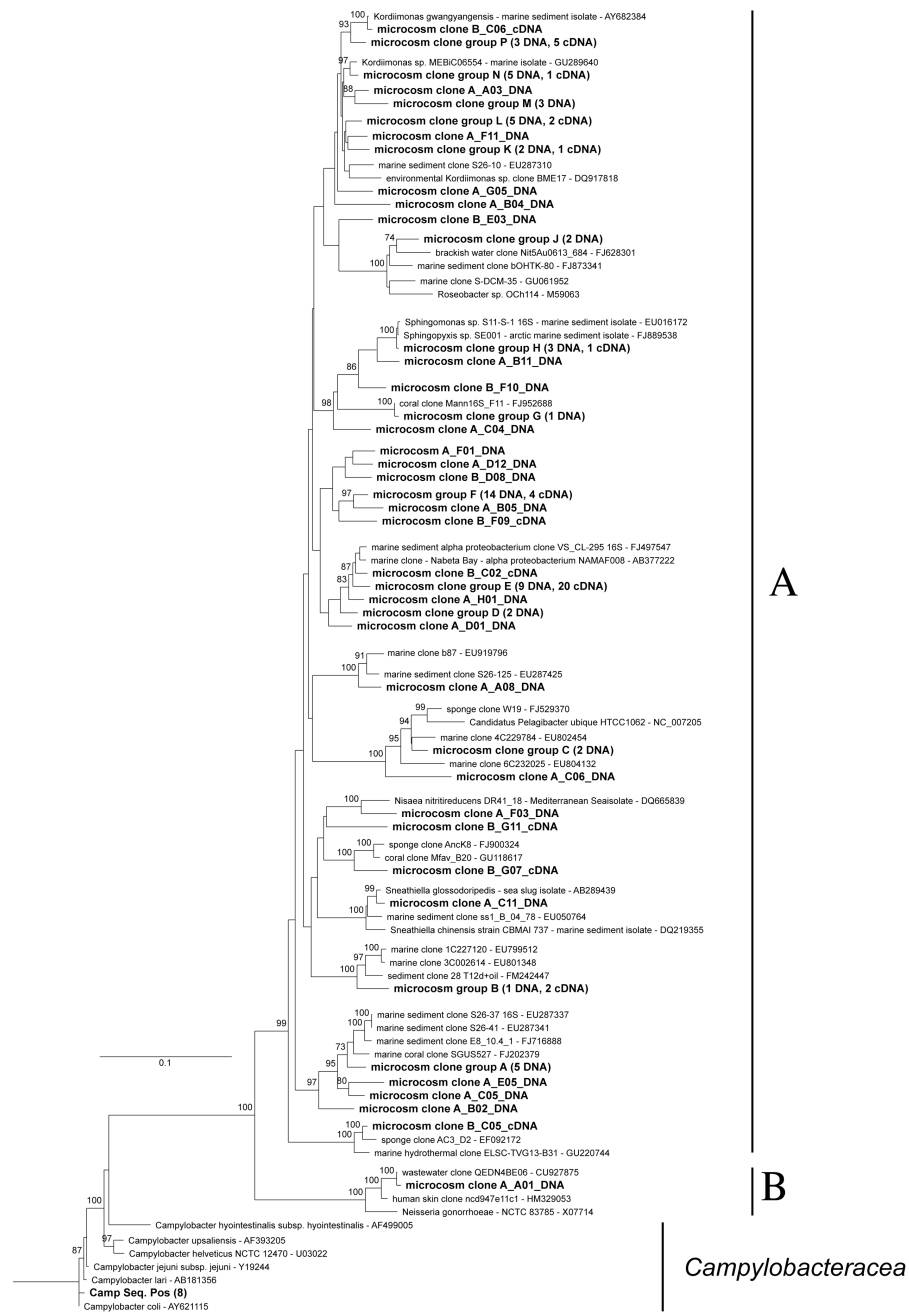 100
Kordiimonas gwangyangensis - marine sediment isolate - AY682384
93
microcosm clone B_C06_cDNA
microcosm clone group P (3 DNA, 5 cDNA)
97
Kordiimonas sp. MEBiC06554 – marine isolate - GU289640
microcosm clone group N (5 DNA, 1 cDNA)
88
microcosm clone A_A03_DNA
microcosm clone group M (3 DNA)
microcosm clone group L (5 DNA, 2 cDNA)
microcosm clone A_F11_DNA
microcosm clone group K (2 DNA, 1 cDNA)
marine sediment clone S26-10 - EU287310
environmental Kordiimonas sp. clone BME17 - DQ917818
microcosm clone A_G05_DNA
microcosm clone A_B04_DNA
microcosm clone B_E03_DNA
74
microcosm clone group J (2 DNA)
brackish water clone Nit5Au0613_684 - FJ628301
100
marine sediment clone bOHTK-80 - FJ873341
marine clone S-DCM-35 - GU061952
Roseobacter sp. OCh114 - M59063
Sphingomonas sp. S11-S-1 16S - marine sediment isolate - EU016172
100
Sphingopyxis sp. SE001 - arctic marine sediment isolate - FJ889538
microcosm clone group H (3 DNA, 1 cDNA)
microcosm clone A_B11_DNA
86
microcosm clone B_F10_DNA
100
coral clone Mann16S_F11 - FJ952688
98
microcosm clone group G (1 DNA)
microcosm clone A_C04_DNA
microcosm A_F01_DNA
microcosm clone A_D12_DNA
microcosm clone B_D08_DNA
97
microcosm group F (14 DNA, 4 cDNA)
microcosm clone A_B05_DNA
microcosm clone B_F09_cDNA
marine sediment alpha proteobacterium clone VS_CL-295 16S - FJ497547
marine clone - Nabeta Bay - alpha proteobacterium NAMAF008 - AB377222
87
microcosm clone B_C02_cDNA
83
microcosm clone group E (9 DNA, 20 cDNA)
microcosm clone A_H01_DNA
microcosm clone group D (2 DNA)
microcosm clone A_D01_DNA
A
91
marine clone b87 - EU919796
100
marine sediment clone S26-125 - EU287425
microcosm clone A_A08_DNA
99
sponge clone W19 - FJ529370
94
Candidatus Pelagibacter ubique HTCC1062 - NC_007205
95
marine clone 4C229784 - EU802454
100
microcosm clone group C (2 DNA)
marine clone 6C232025 - EU804132
microcosm clone A_C06_DNA
100
Nisaea nitritireducens DR41_18 - Mediterranean Seaisolate - DQ665839
microcosm clone A_F03_DNA
microcosm clone B_G11_cDNA
100
sponge clone AncK8 - FJ900324
100
coral clone Mfav_B20 - GU118617
microcosm clone B_G07_cDNA
99
Sneathiella glossodoripedis - sea slug isolate - AB289439
100
microcosm clone A_C11_DNA
marine sediment clone ss1_B_04_78 - EU050764
Sneathiella chinensis strain CBMAI 737 - marine sediment isolate - DQ219355
100
marine clone 1C227120 - EU799512
97
marine clone 3C002614 - EU801348
100
sediment clone 28 T12d+oil - FM242447
microcosm group B (1 DNA, 2 cDNA)
100
marine sediment clone S26-37 16S - EU287337
99
100
marine sediment clone S26-41 - EU287341
73
marine sediment clone E8_10.4_1 - FJ716888
marine coral clone SGUS527 - FJ202379
95
microcosm group A (5 DNA)
0.1
97
80
microcosm clone A_E05_DNA
microcosm clone A_C05_DNA
100
microcosm clone A_B02_DNA
100
microcosm clone B_C05_cDNA
100
sponge clone AC3_D2 - EF092172
marine hydrothermal clone ELSC-TVG13-B31 - GU220744
100
wastewater clone QEDN4BE06 - CU927875
100
microcosm clone A_A01_DNA
B
100
human skin clone ncd947e11c1 - HM329053
100
Neisseria gonorrhoeae - NCTC 83785 - X07714
Campylobacter hyointestinalis subsp. hyointestinalis - AF499005
97
Campylobacter upsaliensis - AF393205
87
Campylobacter helveticus NCTC 12470 - U03022
Campylobacter jejuni subsp. jejuni - Y19244
Campylobacteracea
Campylobacter lari - AB181356
Camp Seq. Pos (8)
Campylobacter coli - AY621115